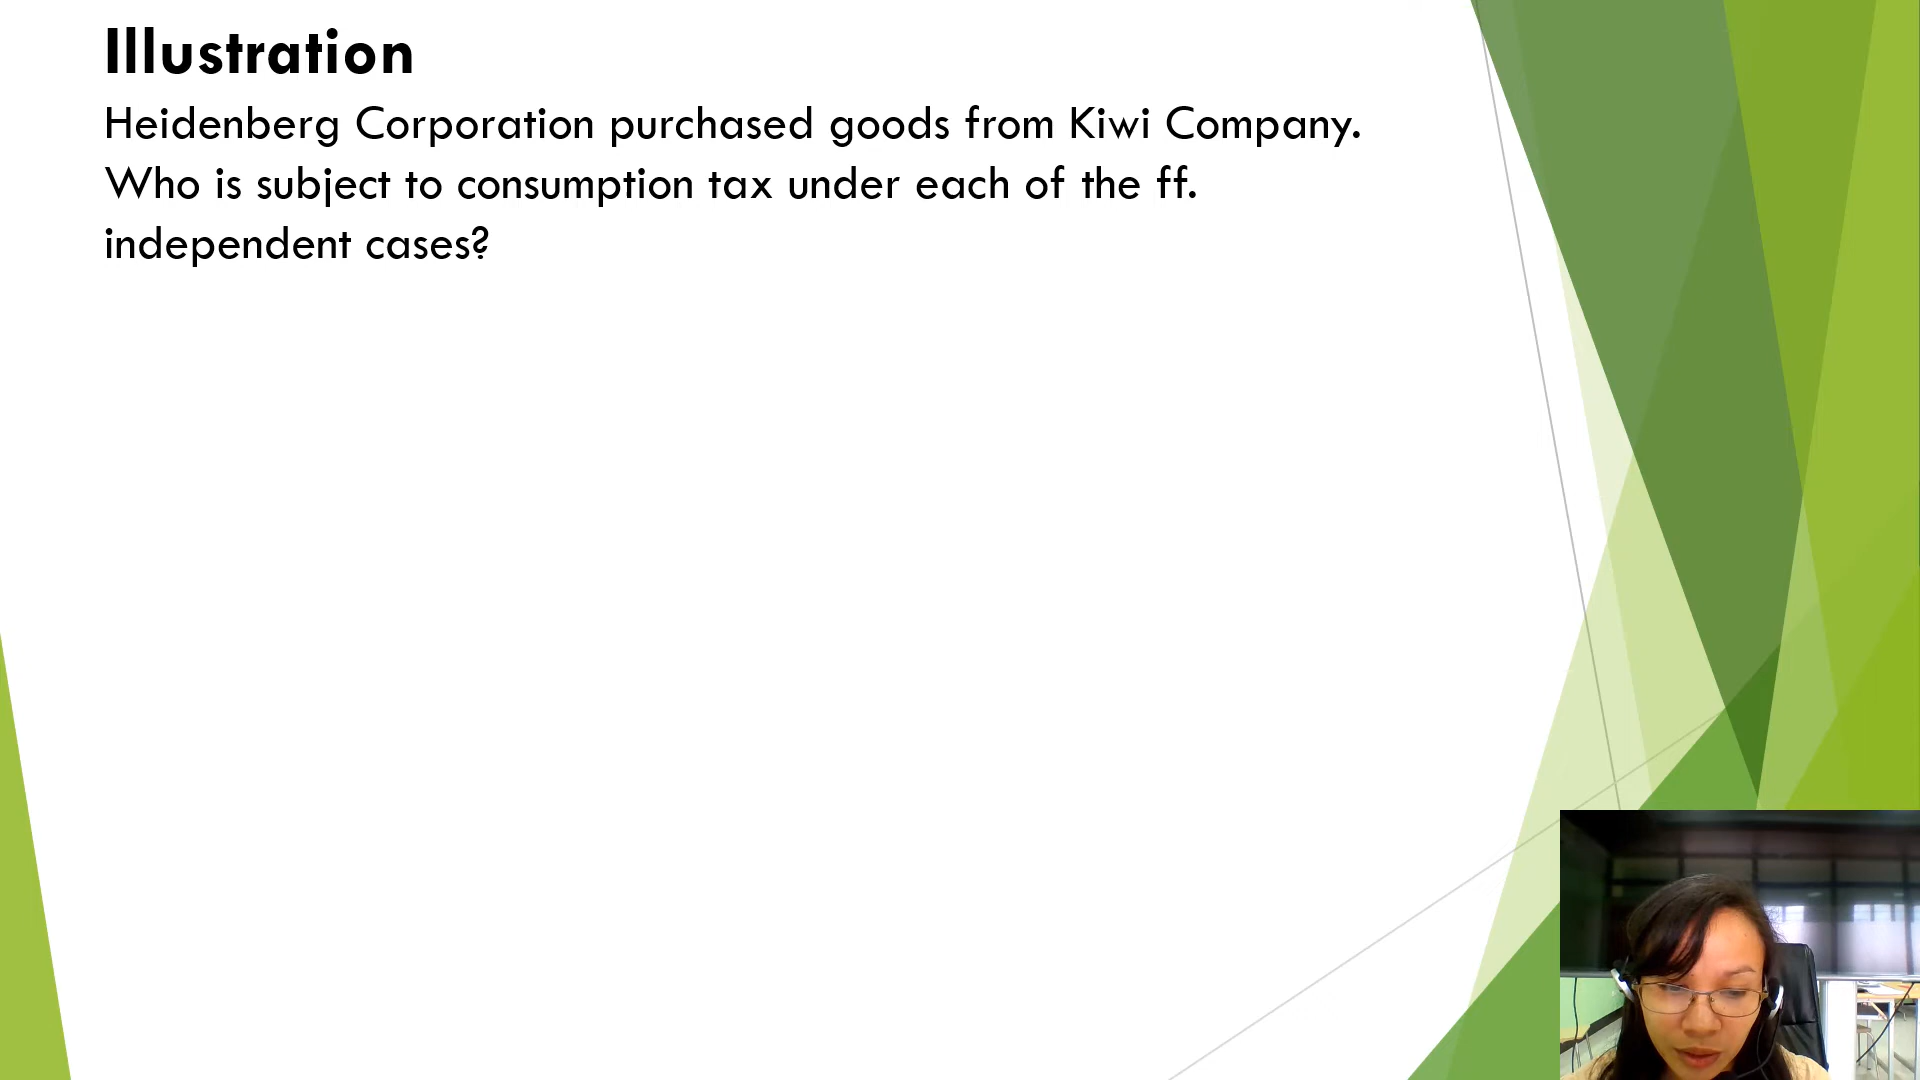 Illustration
Heidenberg Corporation purchased goods from Kiwi Company.
Who is subject to consumption tax under each of the ff.
independent cases?